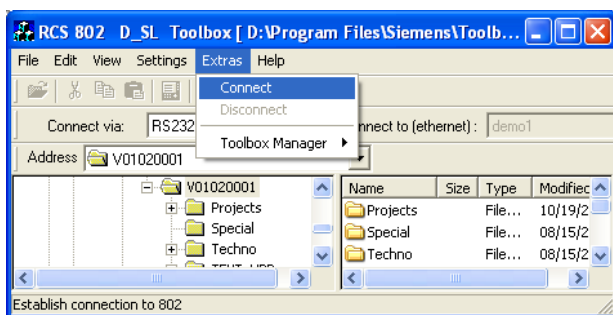 RCS 802 D_SL Toolbox [ D:\Program Files\Siemens\Toolb...
File Edit View Settings Extras Help
Connect
Disconnect
Toolbox Manager
Connect via: RS232 nnect to (ethernet) : demo1
Address V01020001
V01020001
Projects
Special
Techno
Name Size Type Modified
Projects File... 10/19/2
Special File... 08/15/2
Techno File... 08/15/2
Establish connection to 802